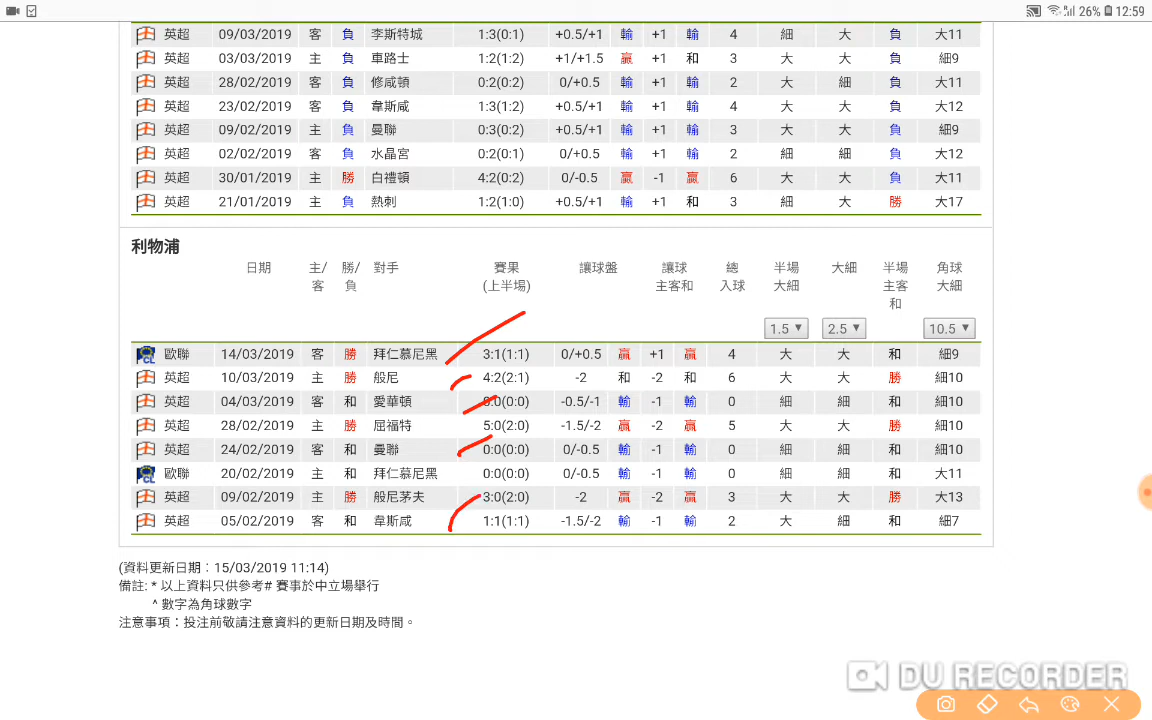 26% 12:59
英超 09/03/2019 客 負 李斯特城 1:3(0:1) +0.5/+1 輸 +1 輸 4 細 大 負 大11
英超 03/03/2019 主 負 車路士 1:2(1:2) +1/+1.5 贏 +1 和 3 大 大 負 細9
英超 28/02/2019 客 負 修咸頓 0:2(0:2) 0/+0.5 輸 +1 輸 2 大 細 負 大11
英超 23/02/2019 客 負 韋斯咸 1:3(1:2) +0.5/+1 輸 +1 輸 4 大 大 負 大12
英超 09/02/2019 主 負 曼聯 0:3(0:2) +0.5/+1 輸 +1 輸 3 大 大 負 細9
英超 02/02/2019 客 負 水晶宮 0:2(0:1) 0/+0.5 輸 +1 輸 2 細 細 負 大12
英超 30/01/2019 主 勝 白禮頓 4:2(0:2) 0/-0.5 贏 -1 贏 6 大 大 負 大11
英超 21/01/2019 主 負 熱刺 1:2(1:0) +0.5/+1 輸 +1 和 3 細 大 勝 大17
利物浦
日期 主/客 勝/負 對手 賽果(上半場) 讓球盤 讓球主客和 總入球 半場大細 大細 半場主客和 角球大細
1.5 ▼ 2.5 ▼ 10.5 ▼
CL 歐聯 14/03/2019 客 勝 拜仁慕尼黑 3:1(1:1) 0/+0.5 贏 +1 贏 4 大 大 和 細9
英超 10/03/2019 主 勝 般尼 4:2(2:1) -2 和 -2 和 6 大 大 勝 細10
英超 04/03/2019 客 和 愛華頓 0:0(0:0) -0.5/-1 輸 -1 輸 0 細 細 和 細10
英超 28/02/2019 主 勝 屈福特 5:0(2:0) -1.5/-2 贏 -2 贏 5 大 大 勝 細10
英超 24/02/2019 客 和 曼聯 0:0(0:0) 0/-0.5 輸 -1 輸 0 細 細 和 細10
CL 歐聯 20/02/2019 主 和 拜仁慕尼黑 0:0(0:0) 0/-0.5 輸 -1 輸 0 細 細 和 大11
英超 09/02/2019 主 勝 般尼茅夫 3:0(2:0) -2 贏 -2 贏 3 大 大 勝 大13
英超 05/02/2019 客 和 韋斯咸 1:1(1:1) -1.5/-2 輸 -1 輸 2 大 細 和 細7
(資料更新日期：15/03/2019 11:14)
備註: * 以上資料只供參考# 賽事於中立場舉行
^ 數字為角球數字
注意事項：投注前敬請注意資料的更新日期及時間。
DU RECORDER